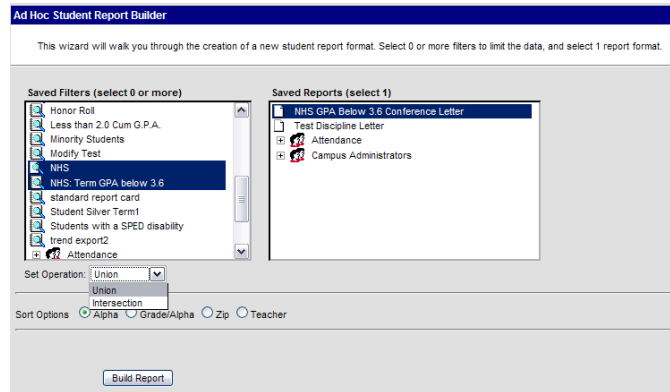 Ad Hoc Student Report Builder
This wizard will walk you through the creation of a new student report format. Select 0 or more filters to limit the data, and select 1 report format.
Saved Filters (select 0 or more)
Honor Roll
Less than 2.0 Cum G.P.A.
Minority Students
Modify Test
NHS
NHS: Term GPA below 3.6
standard report card
Student Silver Term1
Students with a SPED disability
trend export2
Attendance
Saved Reports (select 1)
NHS GPA Below 3.6 Conference Letter
Test Discipline Letter
Attendance
Campus Administrators
Set Operation: Union
Union
Intersection
Sort Options Alpha Grade/Alpha Zip Teacher
Build Report